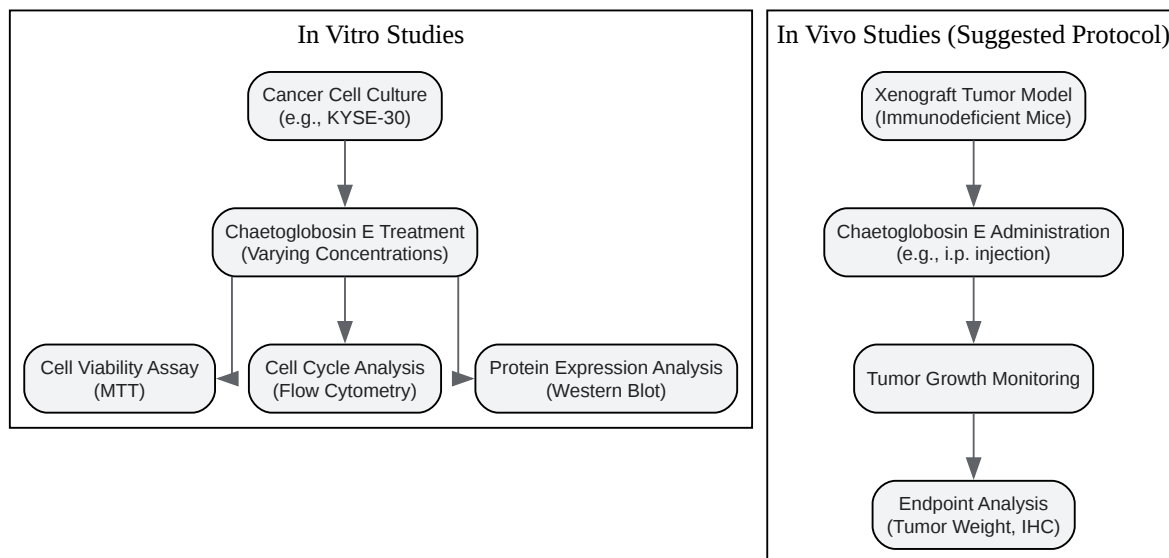 In Vitro Studies
Cancer Cell Culture
(e.g., KYSE-30)
Chaetoglobosin E Treatment
(Varying Concentrations)
Cell Viability Assay
(MTT)
Cell Cycle Analysis
(Flow Cytometry)
Protein Expression Analysis
(Western Blot)
In Vivo Studies (Suggested Protocol)
Xenograft Tumor Model
(Immunodeficient Mice)
Chaetoglobosin E Administration
(e.g., i.p. injection)
Tumor Growth Monitoring
Endpoint Analysis
(Tumor Weight, IHC)